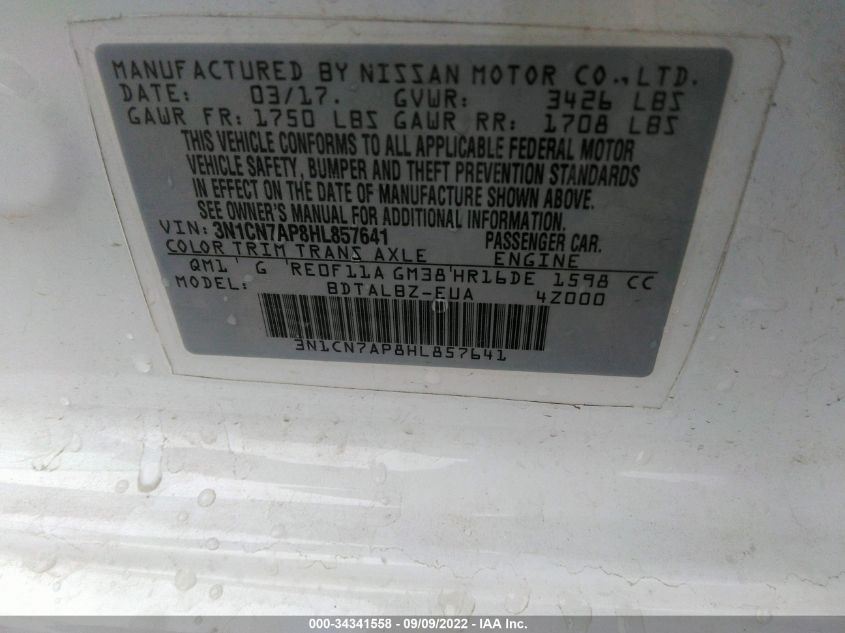 MANUFACTURED BY NISSAN MOTOR CO., LTD.
DATE: 03/17. GVWR: 3426 LBS
GAWR FR: 1750 LBS GAWR RR: 1708 LBS
THIS VEHICLE CONFORMS TO ALL APPLICABLE FEDERAL MOTOR
VEHICLE SAFETY, BUMPER AND THEFT PREVENTION STANDARDS
IN EFFECT ON THE DATE OF MANUFACTURE SHOWN ABOVE.
SEE OWNER'S MANUAL FOR ADDITIONAL INFORMATION.
VIN: 3N1CN7AP8HL857641 PASSENGER CAR.
COLOR TRIM TRANS AXLE ENGINE
QM1 G RE0F11A GM38 HR16DE 1598 CC
MODEL: BDTALBZ-EUA 4Z000
3N1CN7AP8HL857641
000-34341558 - 09/09/2022 - IAA Inc.